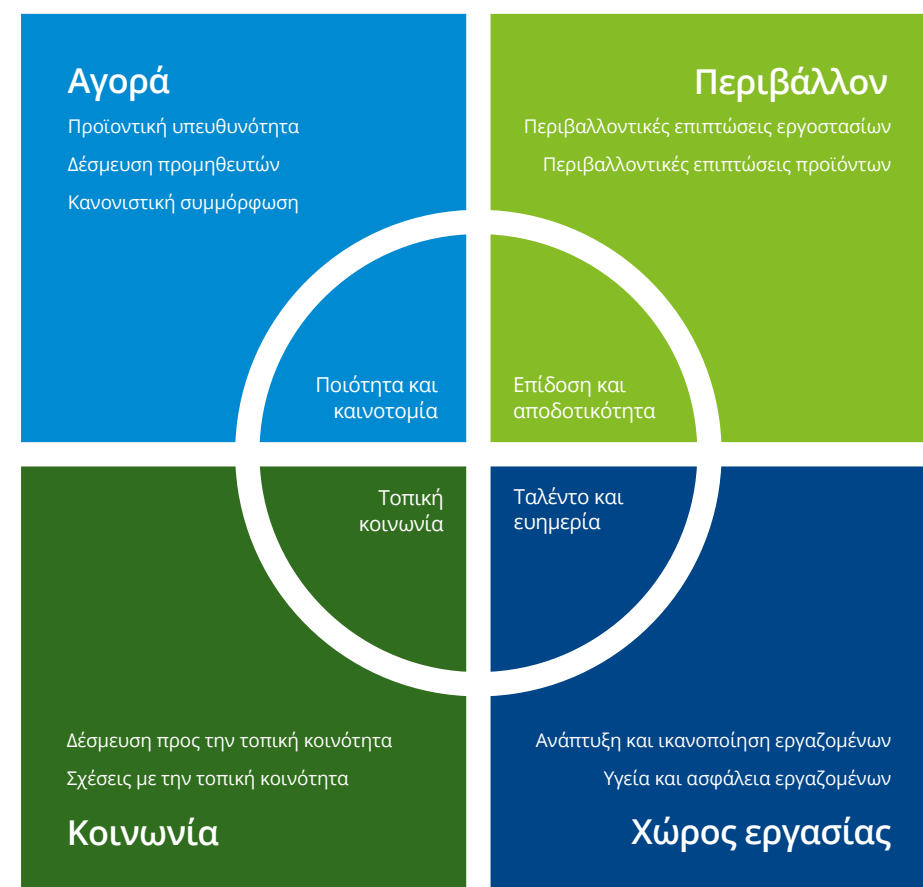 Αγορά
Προϊοντική υπευθυνότητα
Δέσμευση προμηθευτών
Κανονιστική συμμόρφωση
Ποιότητα και
καινοτομία
Περιβάλλον
Περιβαλλοντικές επιπτώσεις εργοστασίων
Περιβαλλοντικές επιπτώσεις προϊόντων
Επίδοση και
αποδοτικότητα
Τοπική
κοινωνία
Δέσμευση προς την τοπική κοινότητα
Σχέσεις με την τοπική κοινότητα
Κοινωνία
Ταλέντο και
ευημερία
Ανάπτυξη και ικανοποίηση εργαζομένων
Υγεία και ασφάλεια εργαζομένων
Χώρος εργασίας